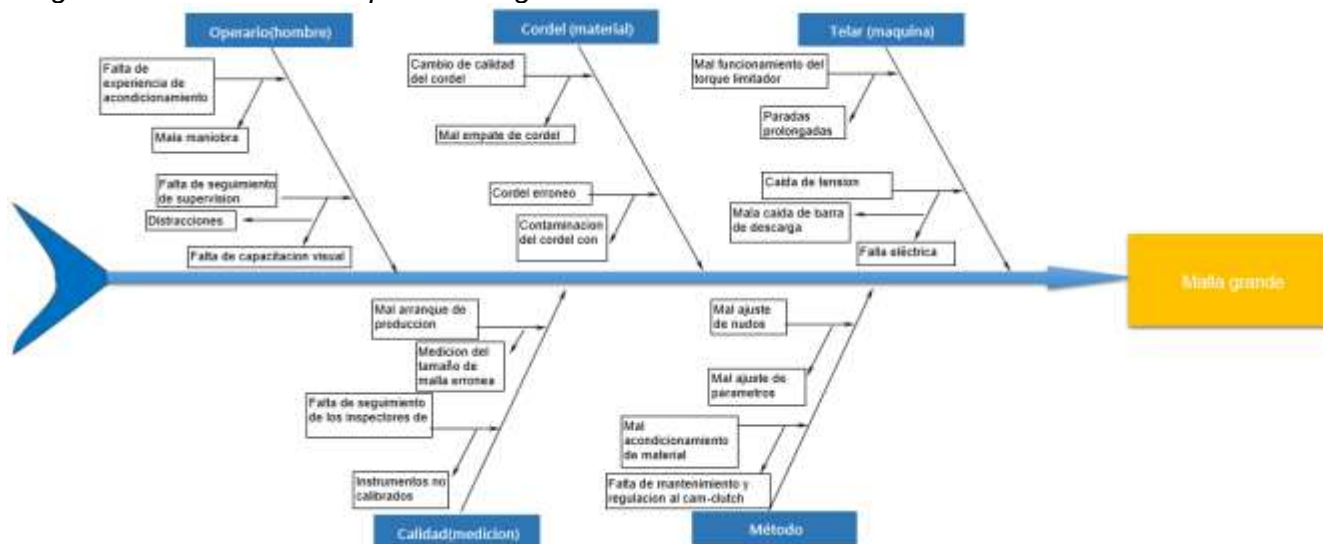 Operario(hombre)
Cordel (material)
Telar (maquina)
Falta de
experiencia de
acondicionamiento
Mala maniobra
Falta de seguimiento
de supervision
Distracciones
Falta de capacitacion visual
Cambio de calidad
del cordel
Mal empate de cordel
Cordel erroneo
Contaminacion
del cordel con
Mal funcionamiento del
torque limitador
Paradas
prolongadas
Caida de tension
Mala caida de barra
de descarga
Falla eléctrica
Malla grande
Mal arranque de
produccion
Medicion del
tamaño de
malla erronea
Falta de seguimiento
de los inspectores de
Instrumentos no
calibrados
Mal ajuste
de nudos
Mal ajuste de
parametros
Mal
acondicionamiento
de material
Falta de mantenimiento y
regulacion al cam-clutch
Calidad(medicion)
Método